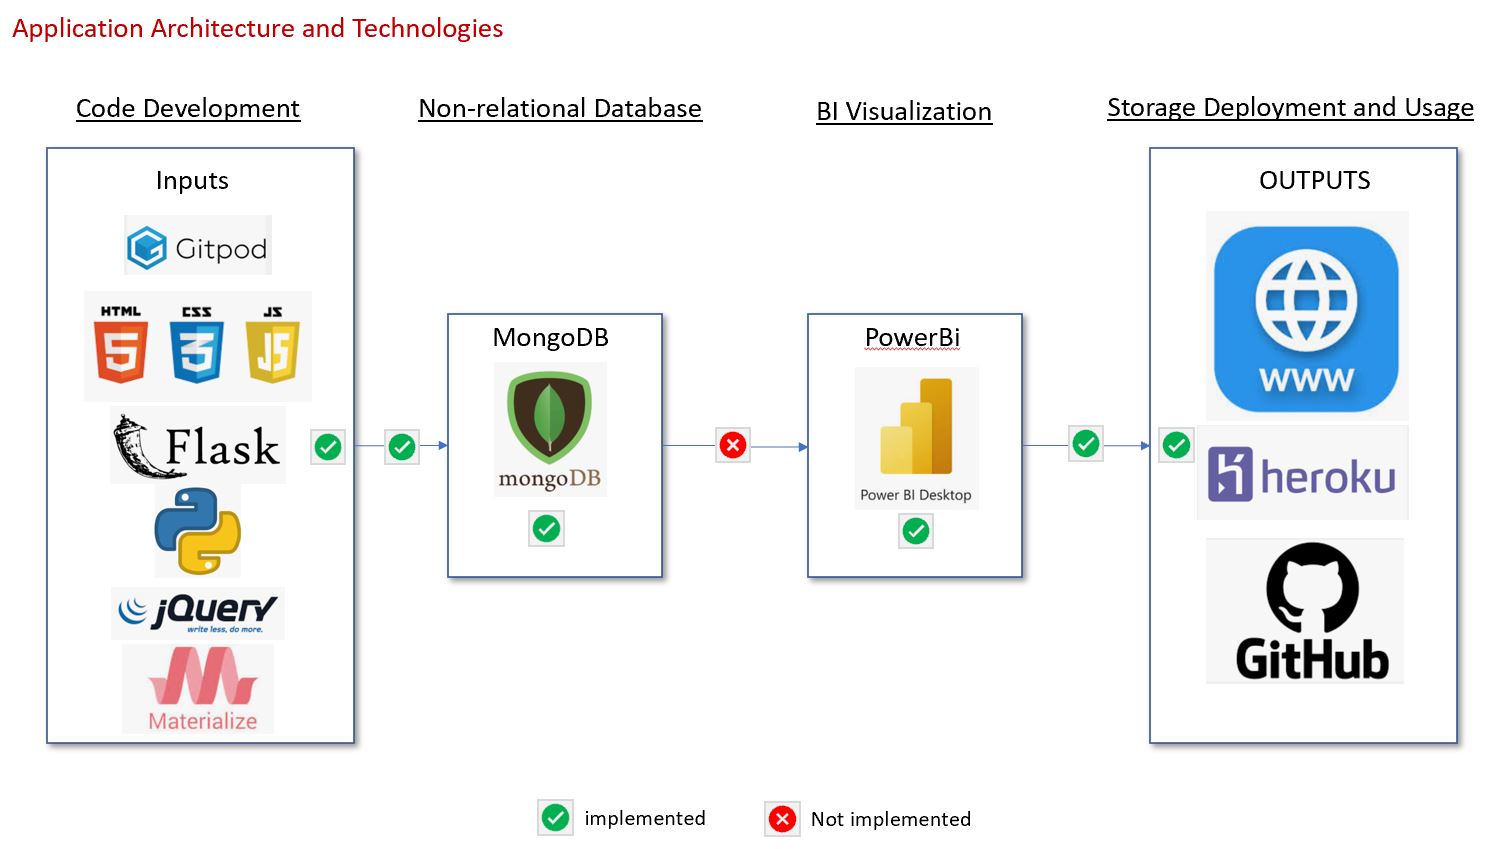 Application Architecture and Technologies
Code Development
Non-relational Database
BI Visualization
Storage Deployment and Usage
Inputs
Gitpod
HTML CSS JS
5 3 JS
Flask
jQuery
write less, do more.
Materialize
MongoDB
mongoDB
PowerBi
Power BI Desktop
OUTPUTS
WWW
heroku
GitHub
implemented
Not implemented